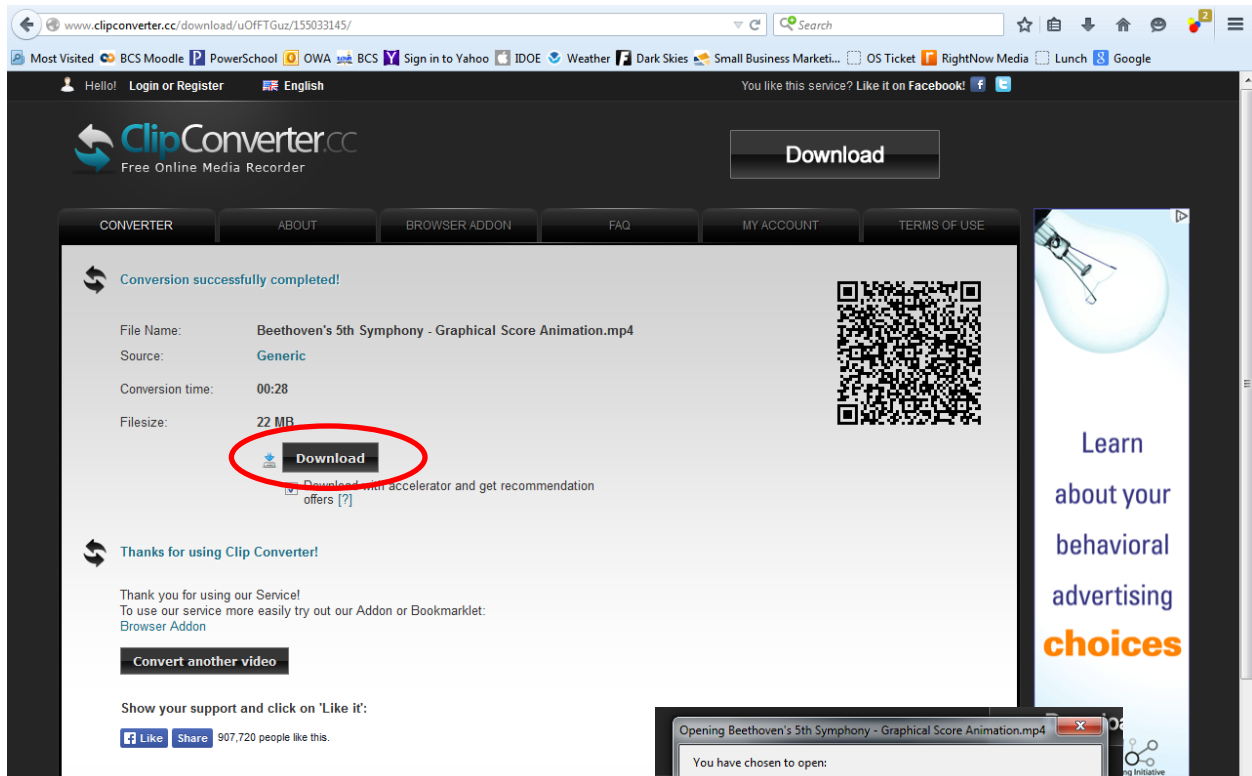 www.clipconverter.cc/download/uOfFTGuz/155033145/
Search
2
Most Visited BCS Moodle PowerSchool OWA BCS Sign in to Yahoo IDOE Weather Dark Skies Small Business Marketi... OS Ticket RightNow Media Lunch Google
Hello! Login or Register English You like this service? Like it on Facebook!
ClipConverter.cc
Free Online Media Recorder
Download
CONVERTER ABOUT BROWSER ADDON FAQ MY ACCOUNT TERMS OF USE
Conversion successfully completed!
File Name: Beethoven's 5th Symphony - Graphical Score Animation.mp4
Source: Generic
Conversion time: 00:28
Filesize: 22 MB
Download
Download with accelerator and get recommendation
offers [?]
Thanks for using Clip Converter!
Thank you for using our Service!
To use our service more easily try out our Addon or Bookmarklet:
Browser Addon
Convert another video
Show your support and click on 'Like it':
Like Share 907,720 people like this.
Learn
about your
behavioral
advertising
choices
Opening Beethoven's 5th Symphony - Graphical Score Animation.mp4
You have chosen to open:
ng Initiative